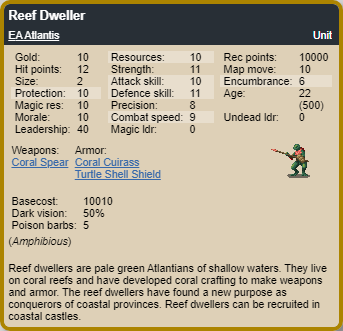 Reef Dweller
EA Atlantis Unit
Gold: 10 Resources: 10 Rec points: 10000
Hit points: 12 Strength: 11 Map move: 10
Size: 2 Attack skill: 10 Encumbrance: 6
Protection: 10 Defence skill: 11 Age: 22
Magic res: 10 Precision: 8 (500)
Morale: 10 Combat speed: 9 Undead ldr: 0
Leadership: 40 Magic ldr: 0
Weapons: Armor:
Coral Spear Coral Cuirass
Turtle Shell Shield
Basecost: 10010
Dark vision: 50%
Poison barbs: 5
(Amphibious)
Reef dwellers are pale green Atlantians of shallow waters. They live
on coral reefs and have developed coral crafting to make weapons
and armor. The reef dwellers have found a new purpose as
conquerors of coastal provinces. Reef dwellers can be recruited in
coastal castles.